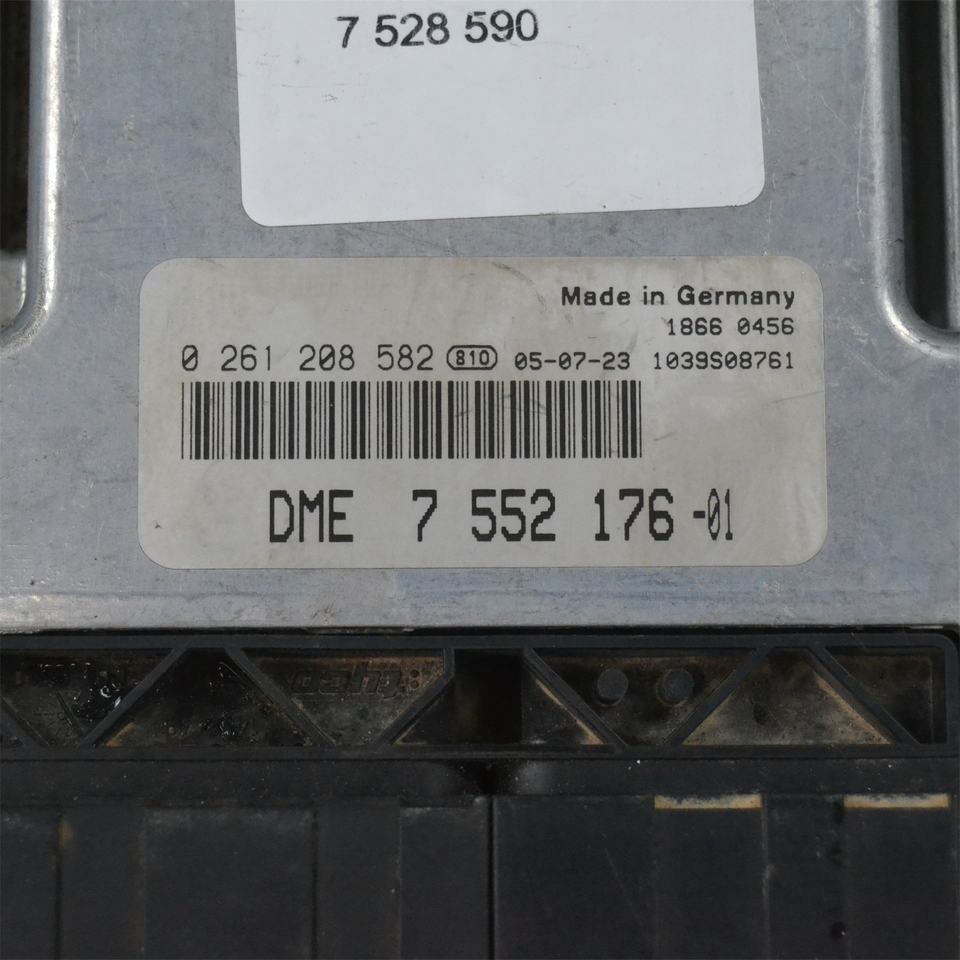 7 528 590
Made in Germany
1866 0456
0 261 208 582 810 05-07-23 1039S08761
DME 7 552 176 -01